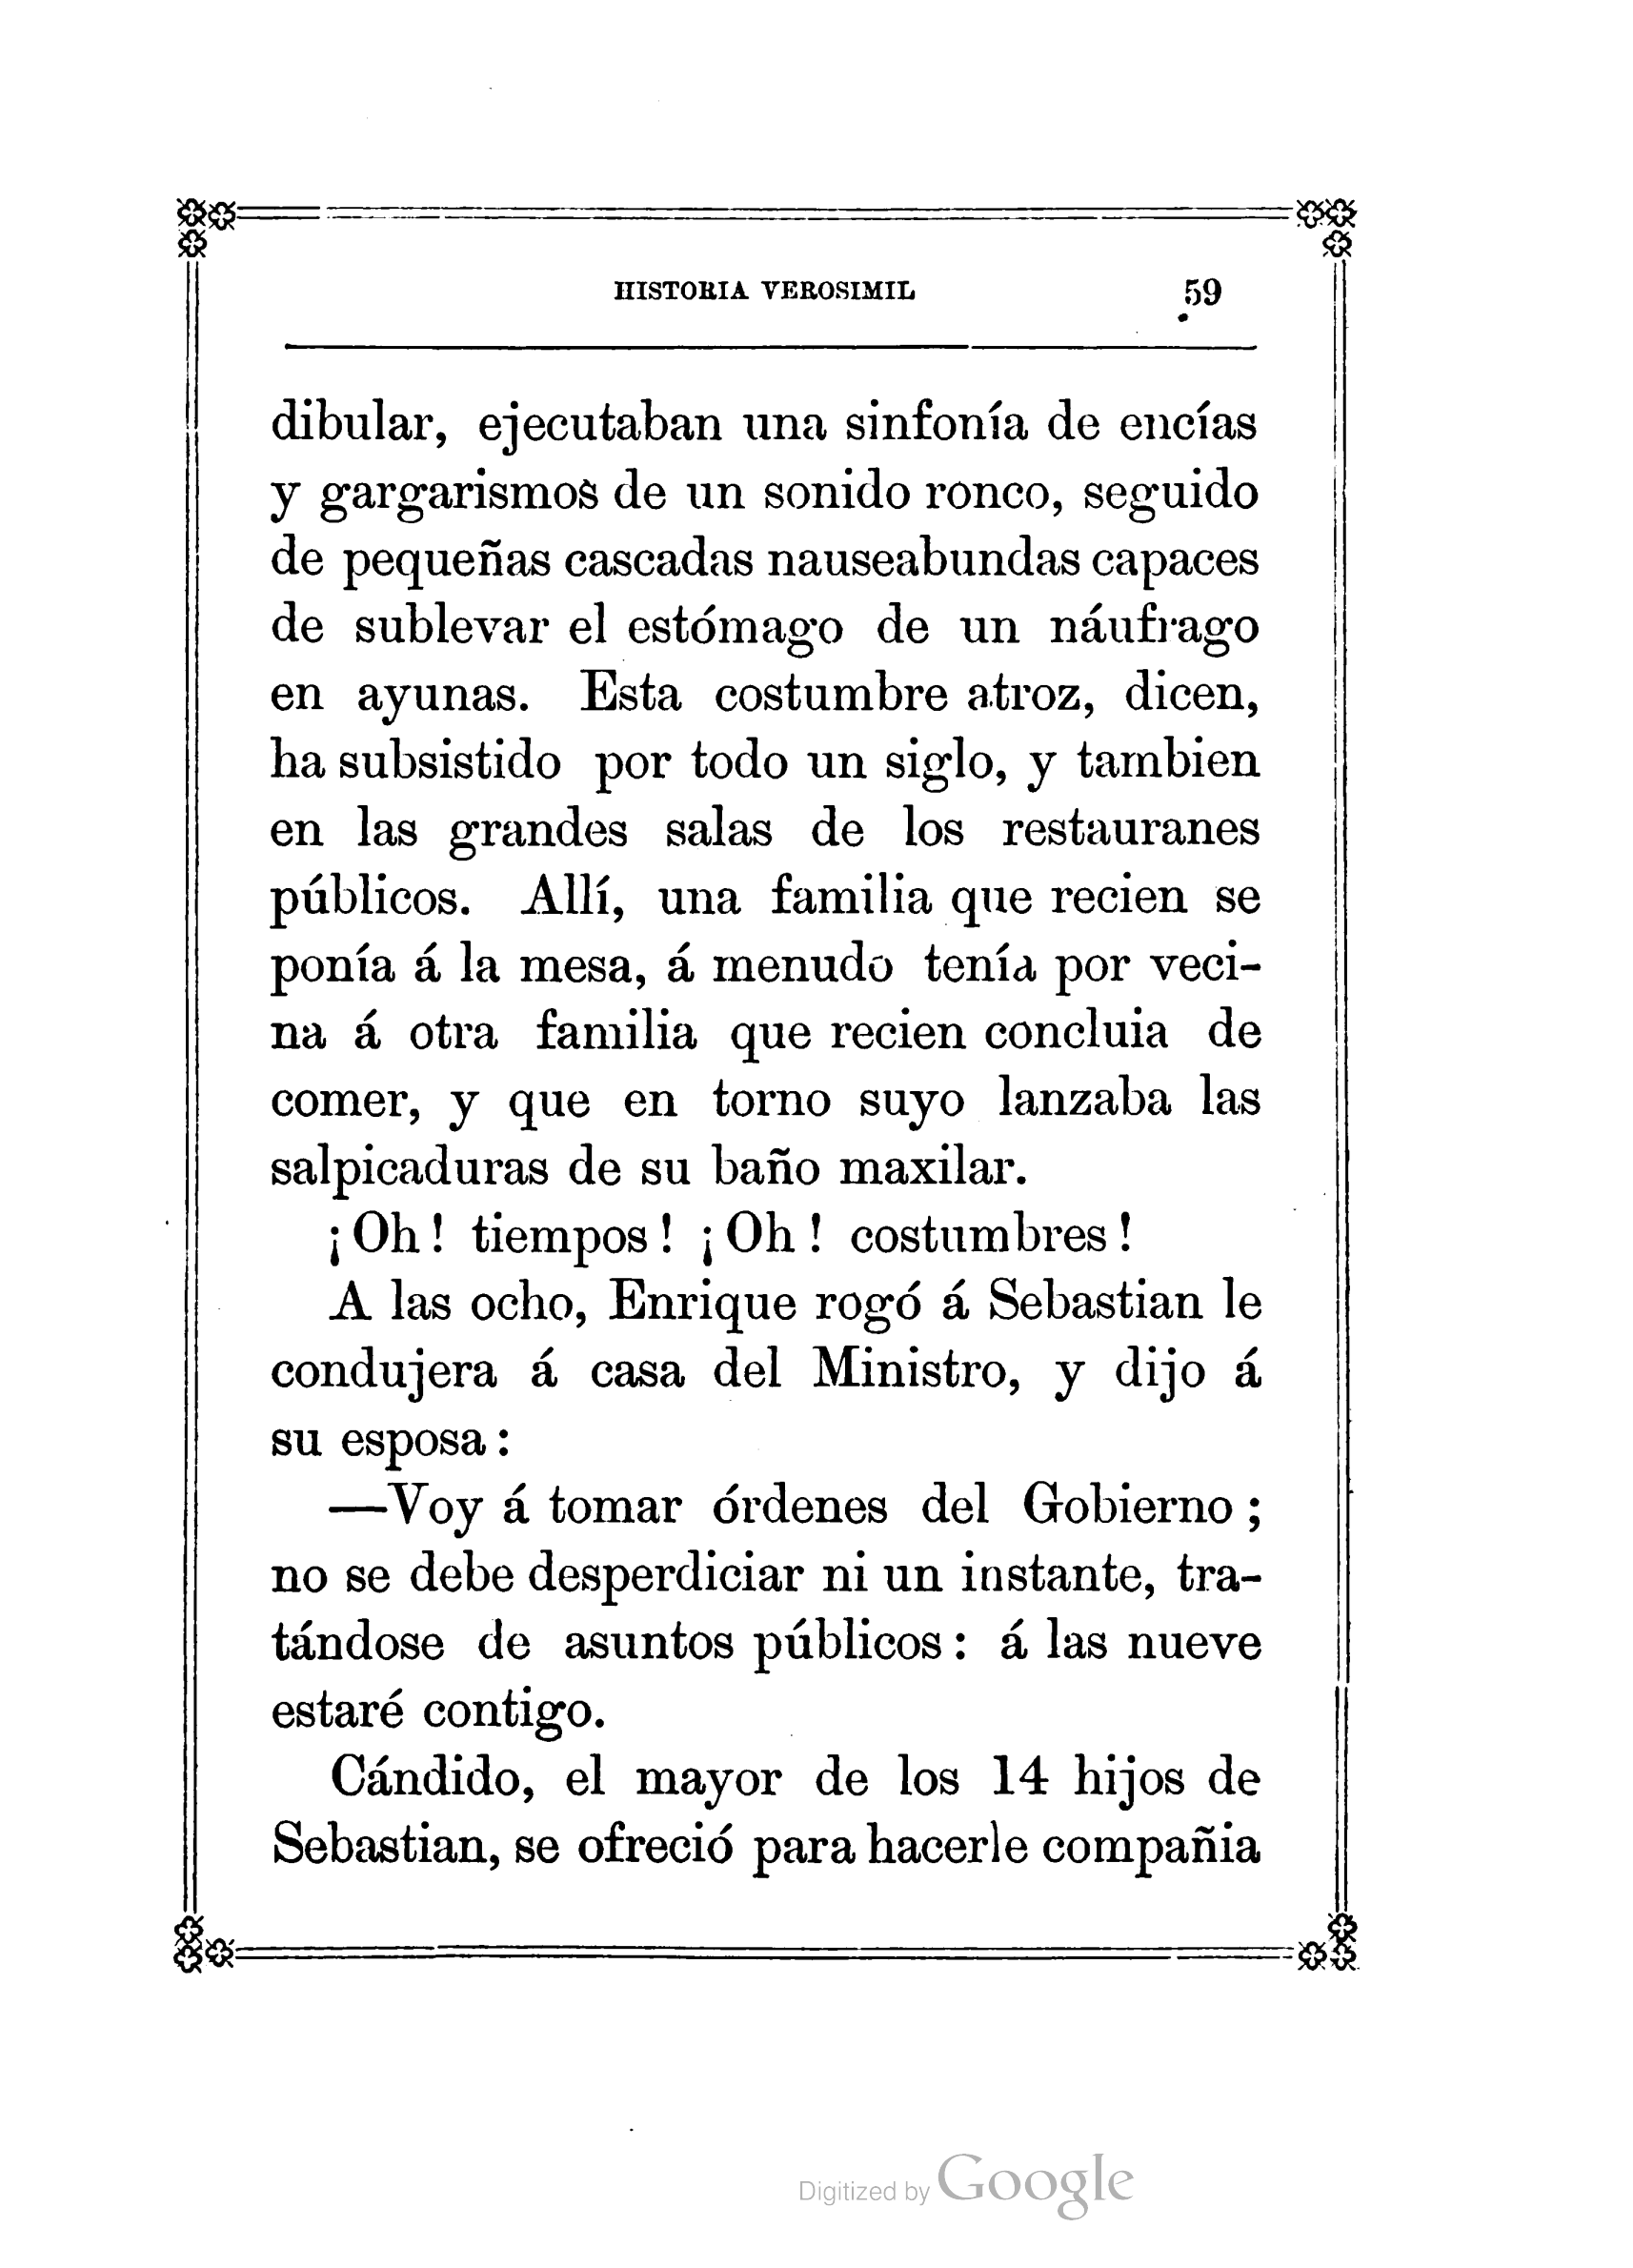 HISTORIA VEROSIMIL 59
dibular, ejecutaban una sinfonía de encías
y gargarismos de un sonido ronco, seguido
de pequeñas cascadas nauseabundas capaces
de sublevar el estómago de un náufrago
en ayunas. Esta costumbre atroz, dicen,
ha subsistido por todo un siglo, y tambien
en las grandes salas de los restauranes
públicos. Allí, una familia que recien se
ponía á la mesa, á menudo tenía por veci-
na á otra familia que recien concluia de
comer, y que en torno suyo lanzaba las
salpicaduras de su baño maxilar.
¡Oh! tiempos! ¡Oh! costumbres!
A las ocho, Enrique rogó á Sebastian le
condujera á casa del Ministro, y dijo á
su esposa:
—Voy á tomar órdenes del Gobierno;
no se debe desperdiciar ni un instante, tra-
tándose de asuntos públicos: á las nueve
estaré contigo.
Cándido, el mayor de los 14 hijos de
Sebastian, se ofreció para hacerle compañia
Digitized by Google